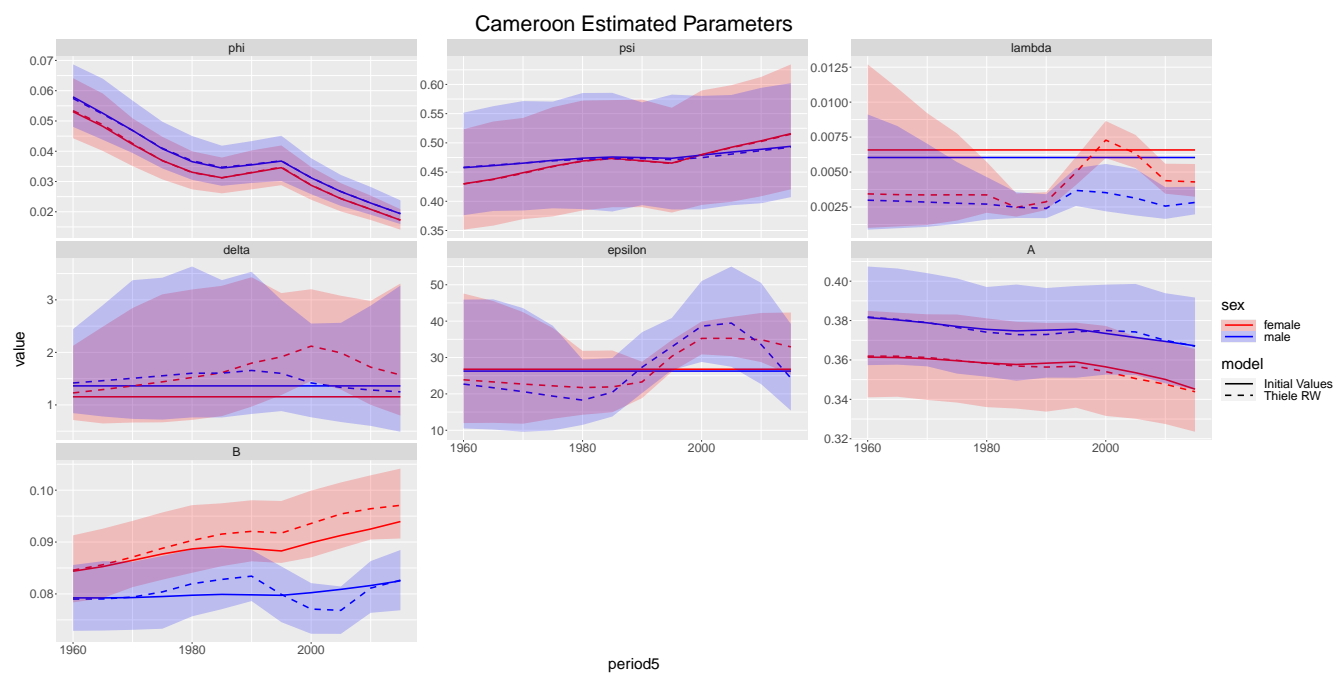 Cameroon Estimated Parameters
phi
psi
lambda
0.07
0.06
0.05
0.04
0.03
0.02
0.60
0.55
0.50
0.45
0.40
0.35
0.0125
0.0100
0.0075
0.0050
0.0025
delta
epsilon
A
3
2
1
50
40
30
20
10
0.40
0.38
0.36
0.34
0.32
1960
1980
2000
1960
1980
2000
B
0.10
0.09
0.08
1960
1980
2000
value
period5
sex
female
male
model
Initial Values
Thiele RW